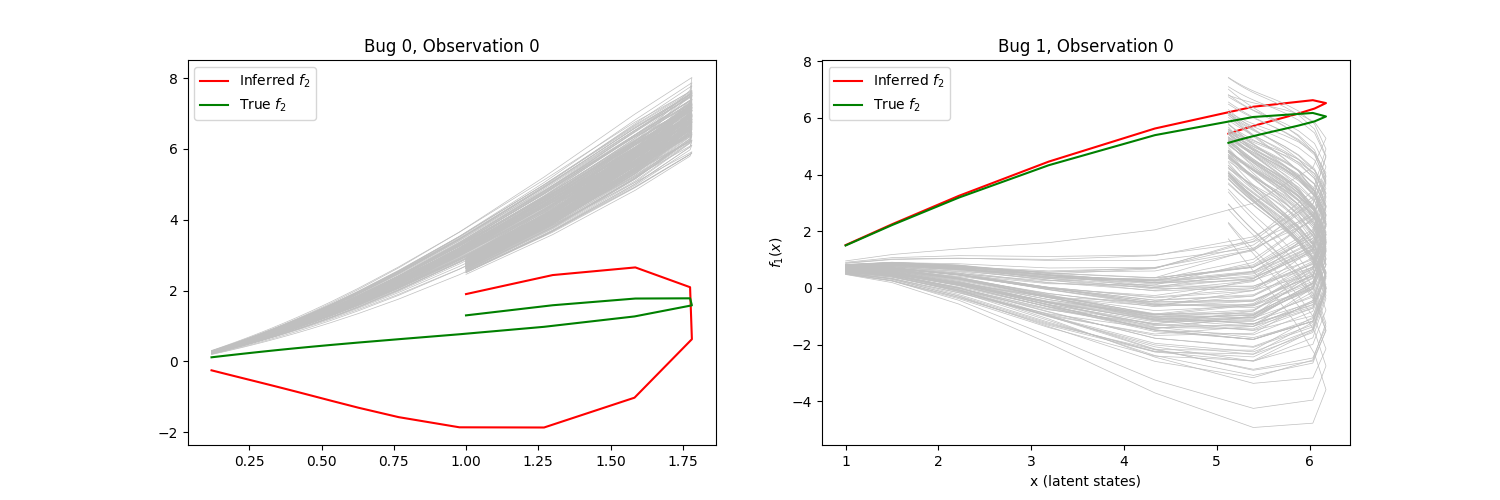 Bug 0, Observation 0
Inferred f₂
True f₂
8
6
4
2
0
−2
0.25 0.50 0.75 1.00 1.25 1.50 1.75
Bug 1, Observation 0
Inferred f₂
True f₂
8
6
4
2
0
−2
−4
f₁(x)
1 2 3 4 5 6
x (latent states)